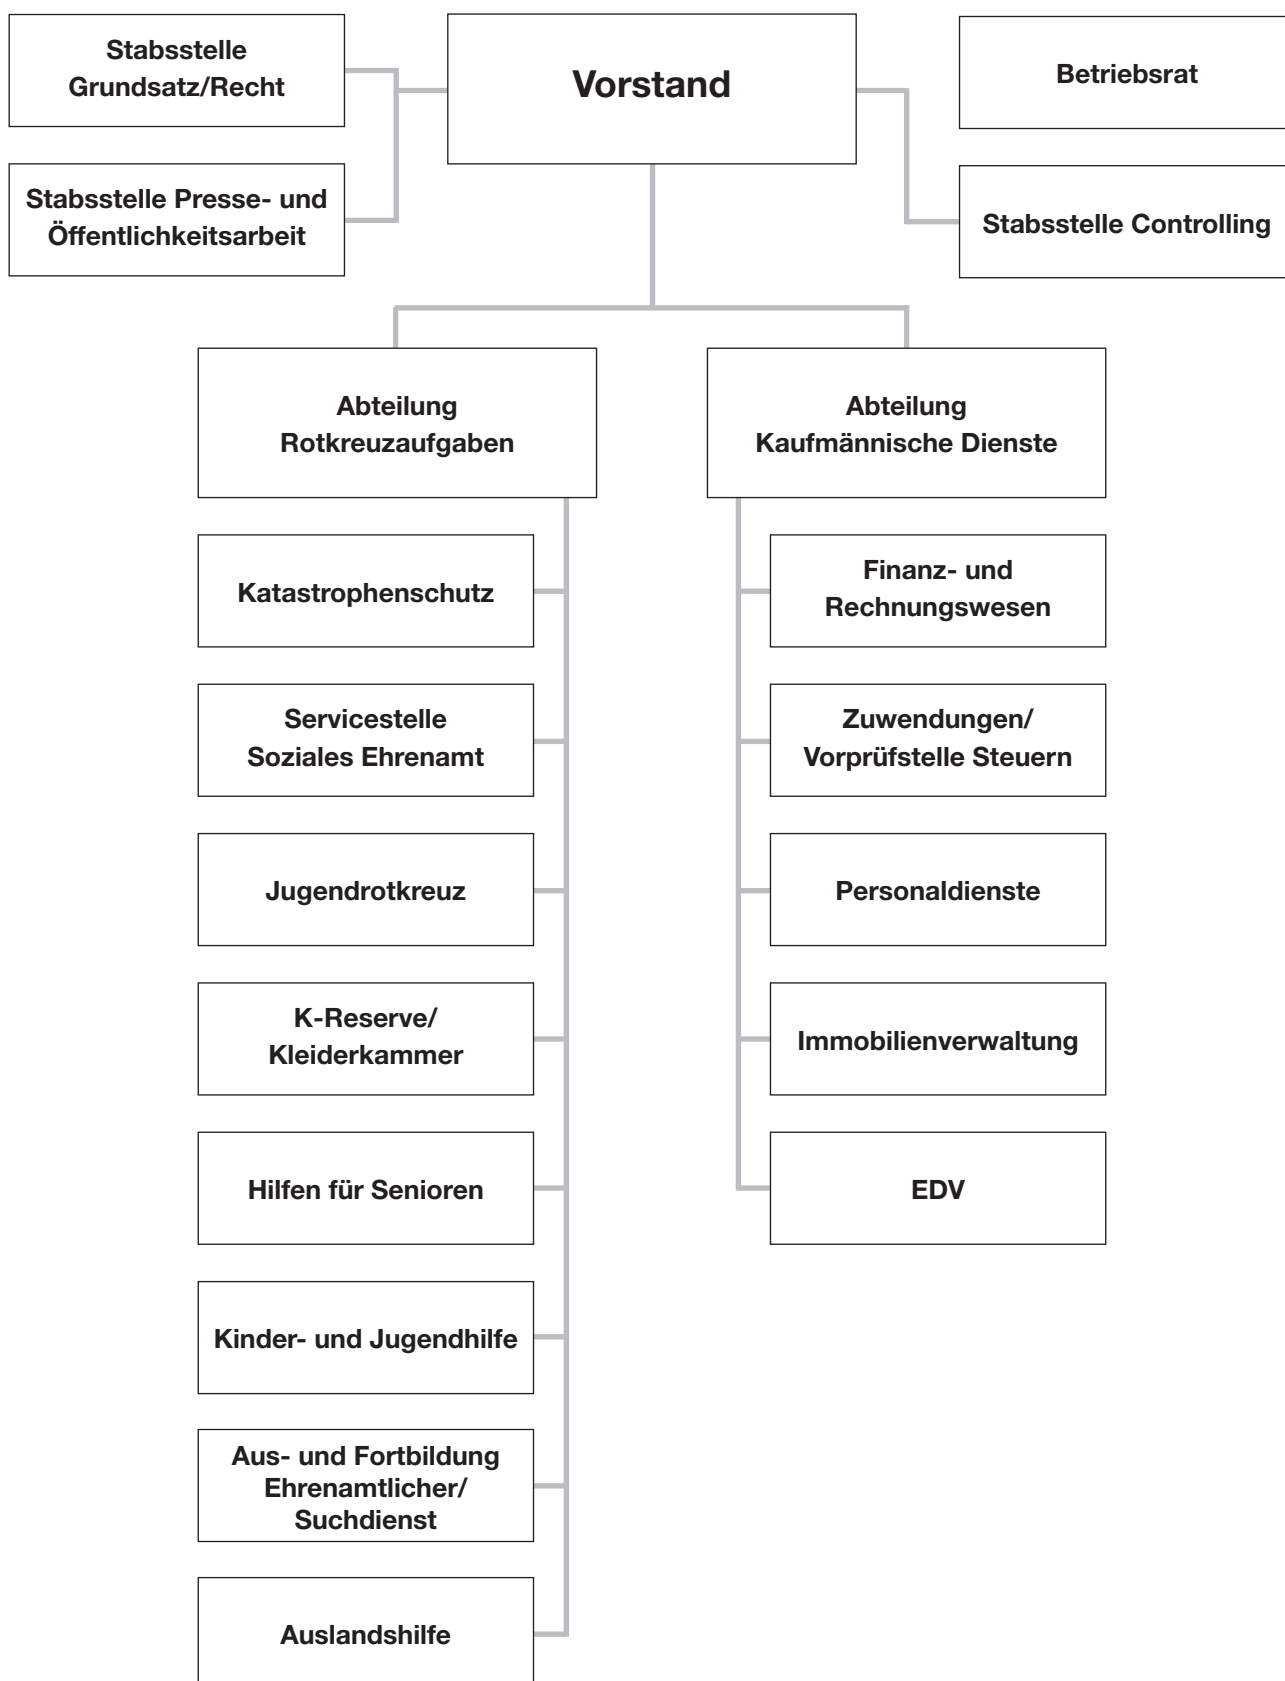 Stabsstelle
Grundsatz/Recht
Vorstand
Betriebsrat
Stabsstelle Presse- und
Öffentlichkeitsarbeit
Stabsstelle Controlling
Abteilung
Rotkreuzaufgaben
Abteilung
Kaufmännische Dienste
Katastrophenschutz
Finanz- und
Rechnungswesen
Servicestelle
Soziales Ehrenamt
Zuwendungen/
Vorprüfstelle Steuern
Jugendrotkreuz
Personaldienste
K-Reserve/
Kleiderkammer
Immobilienverwaltung
Hilfen für Senioren
EDV
Kinder- und Jugendhilfe
Aus- und Fortbildung
Ehrenamtlicher/
Suchdienst
Auslandshilfe